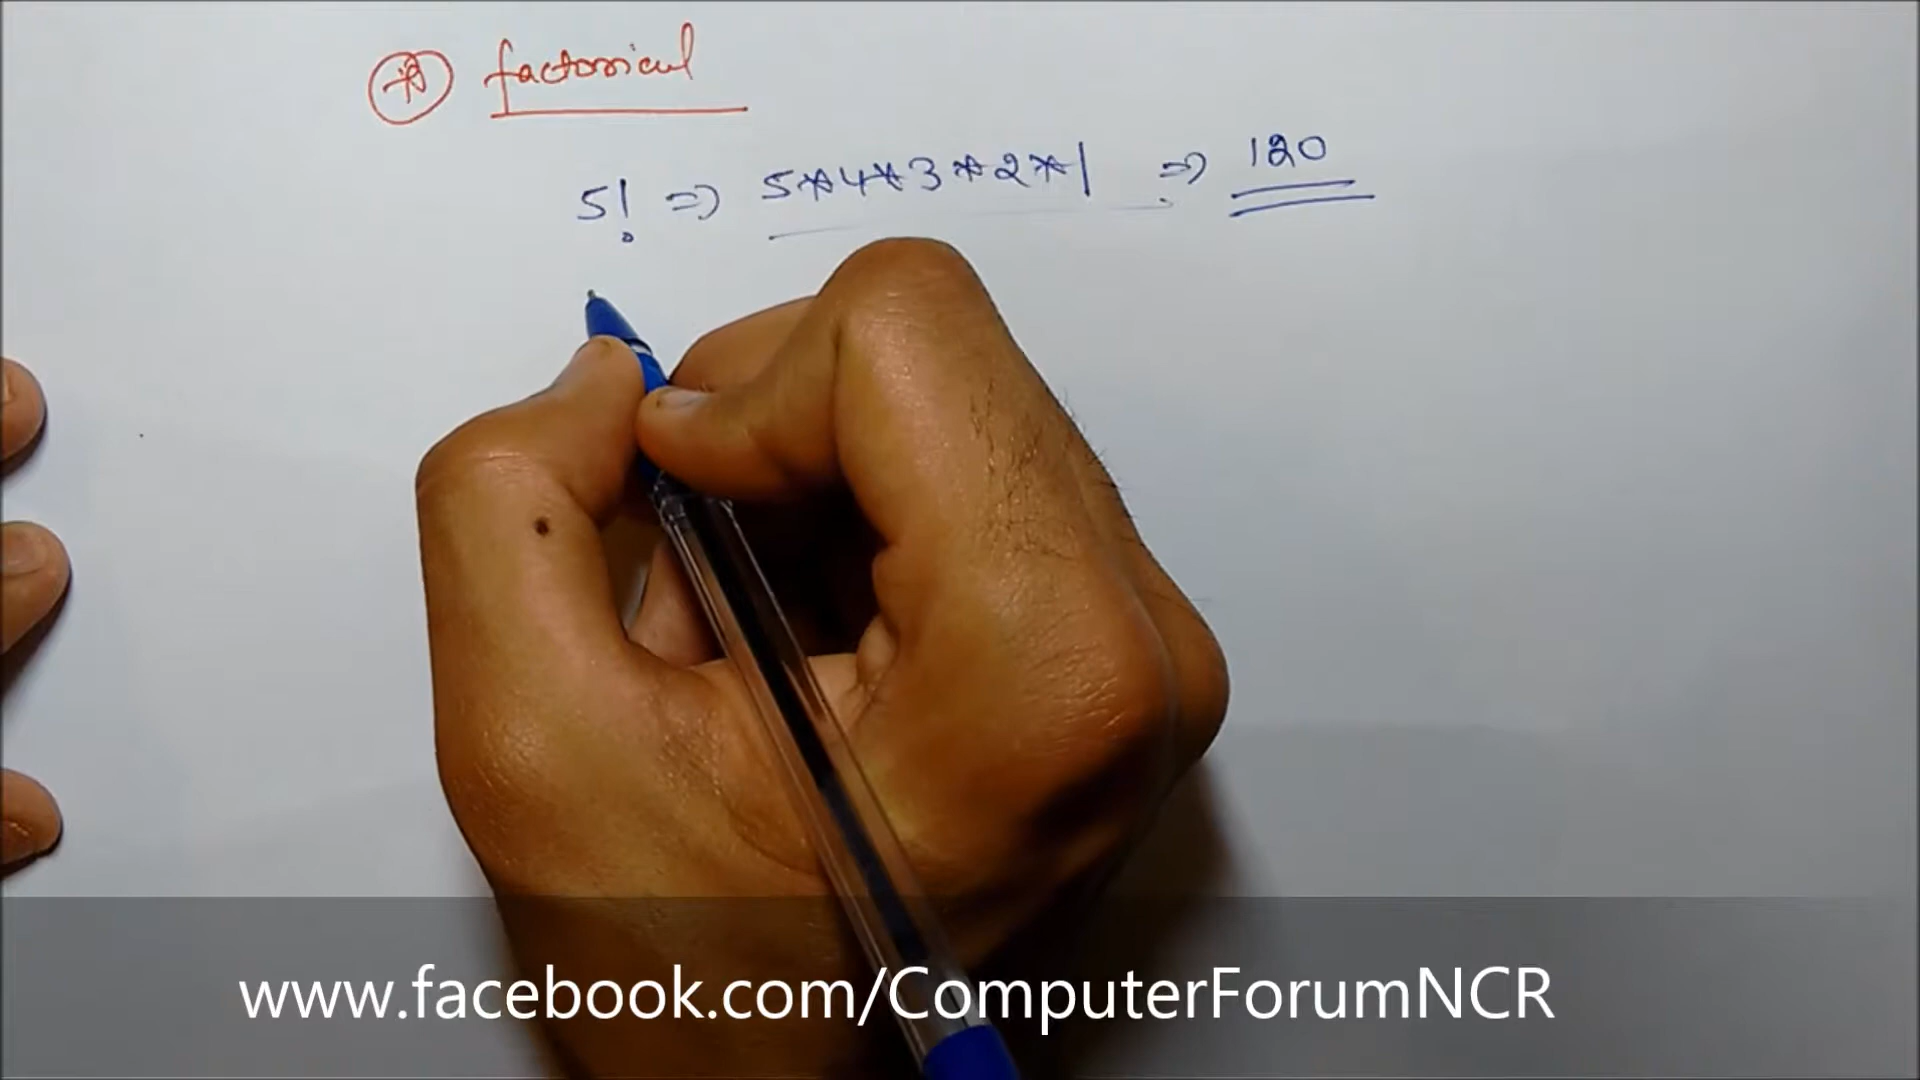 factorial
5! => 5*4*3*2*1 => 120
www.facebook.com/ComputerForumNCR